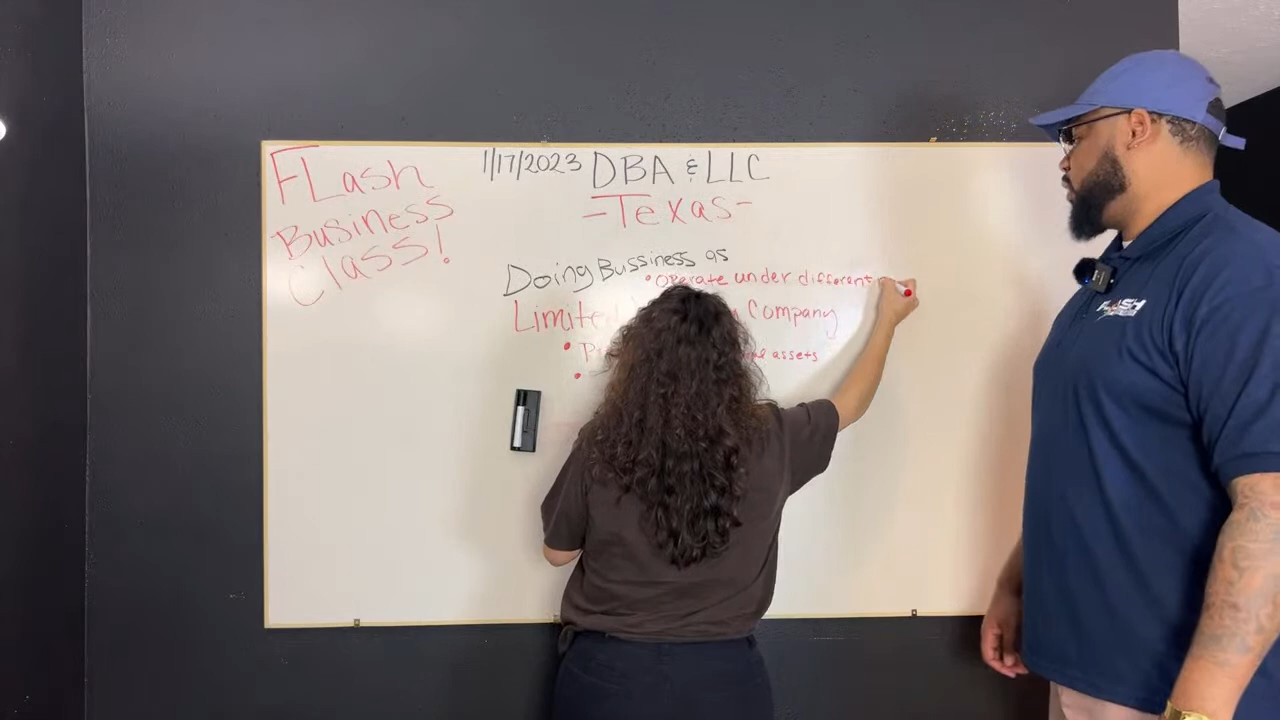 FLash
Business
Class!
1/17/2023 DBA & LLC
-Texas-
Doing Bussiness as
• Operate under different
Limite Company
• assets
•
FLASH